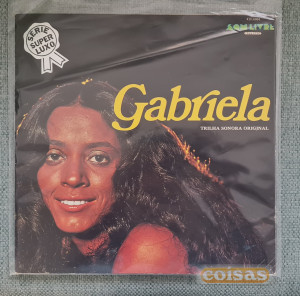 SÉRIE
SUPER
LUXO
SOM LIVRE
Gabriela
TRILHA SONORA ORIGINAL
coisas